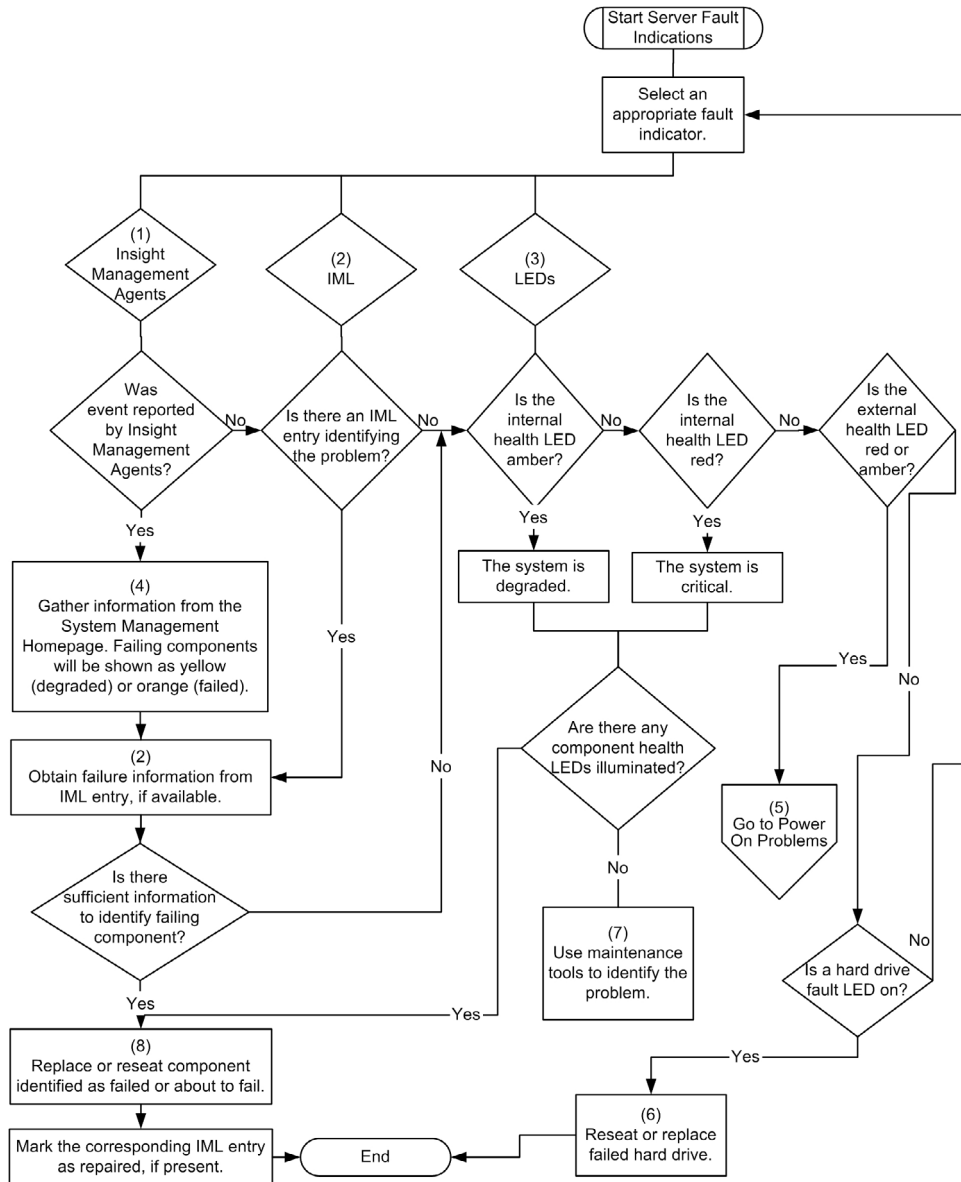 Start Server Fault
Indications
Select an
appropriate fault
indicator.
(1)
Insight
Management
Agents
(2)
IML
(3)
LEDs
Was
event reported
by Insight
Management
Agents?
No
Is there an IML
entry identifying
the problem?
No
Is the
internal
health LED
amber?
No
Is the
internal
health LED
red?
No
Is the
external
health LED
red or
amber?
Yes
Yes
Yes
The system is
degraded.
The system is
critical.
(4)
Gather information from the
System Management
Homepage. Failing components
will be shown as yellow
(degraded) or orange (failed).
Yes
Yes
No
Are there any
component health
LEDs illuminated?
No
(2)
Obtain failure information from
IML entry, if available.
(5)
Go to Power
On Problems
No
Is there
sufficient information
to identify failing
component?
(7)
Use maintenance
tools to identify the
problem.
No
Is a hard drive
fault LED on?
Yes
Yes
Yes
(8)
Replace or reseat component
identified as failed or about to fail.
(6)
Reseat or replace
failed hard drive.
Mark the corresponding IML entry
as repaired, if present.
End